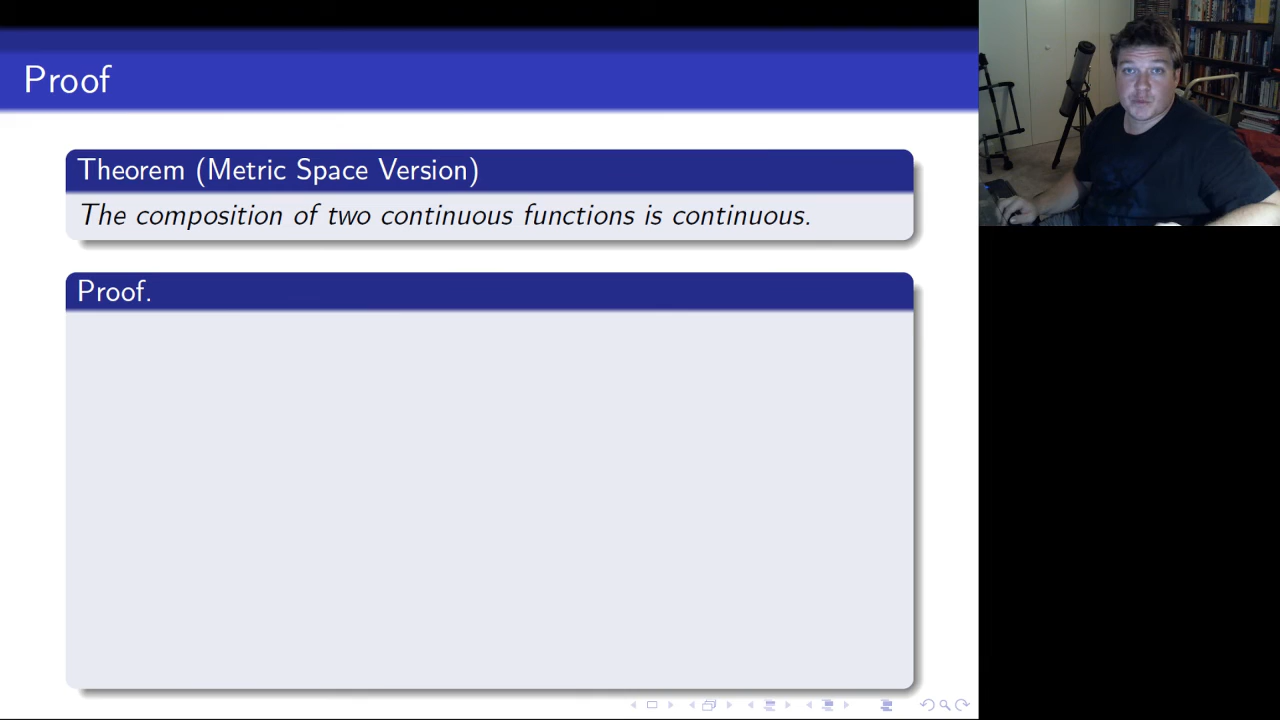 Proof
Theorem (Metric Space Version)
The composition of two continuous functions is continuous.
Proof.